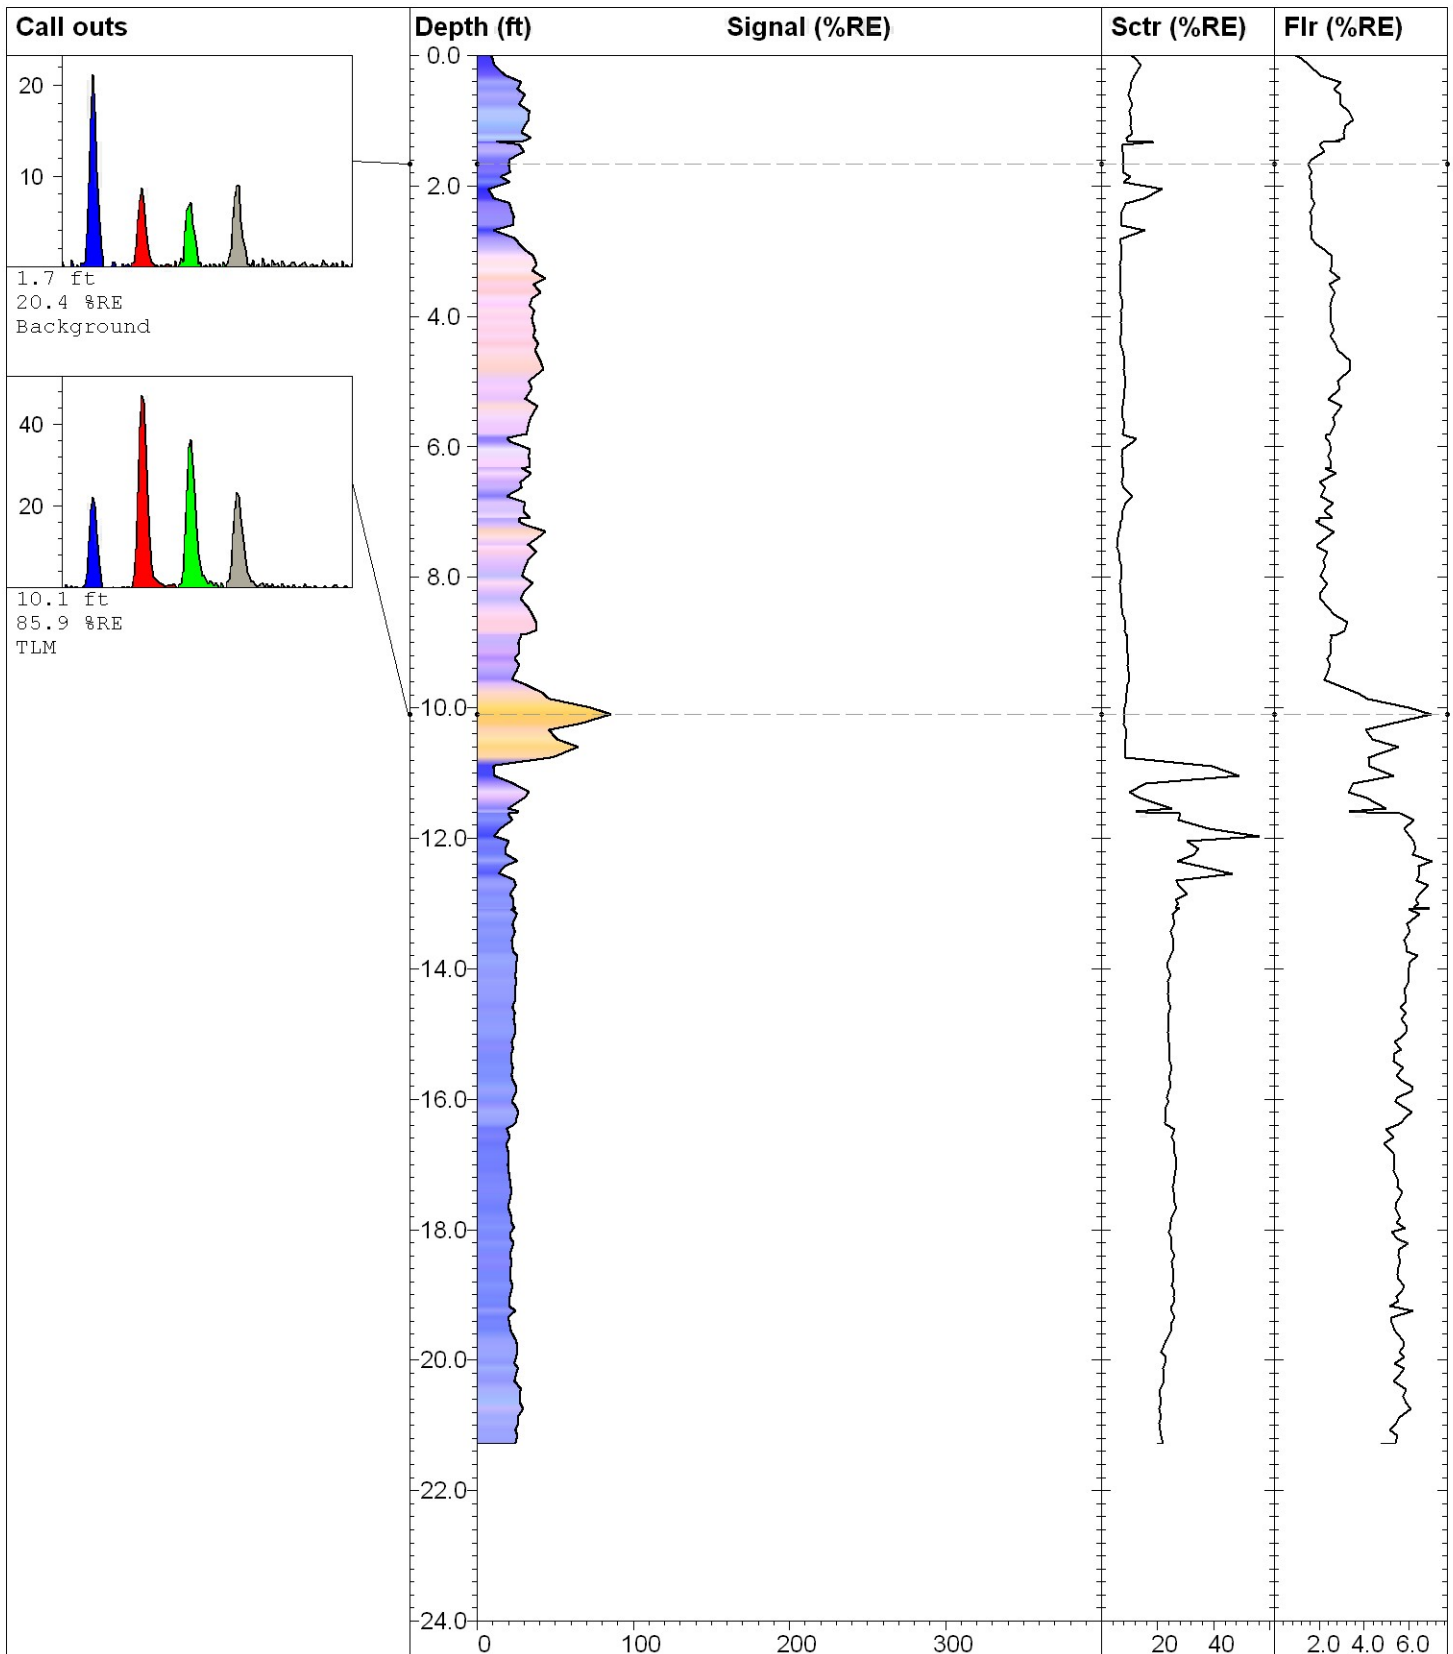 Call outs
Depth (ft)
Signal (%RE)
Sctr (%RE)
Flr (%RE)
20
10
1.7 ft
20.4 %RE
Background
40
20
10.1 ft
85.9 %RE
TLM
0.0
2.0
4.0
6.0
8.0
10.0
12.0
14.0
16.0
18.0
20.0
22.0
24.0
0 100 200 300
20 40
2.0 4.0 6.0